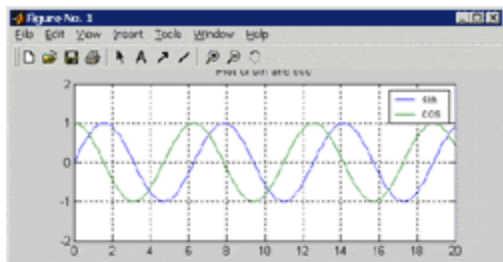 Figure No. 1
File Edit View Insert Tools Window Help
A
Plot of sin and cos
2
sin
cos
1
0
-1
-2
0 2 4 6 8 10 12 14 16 18 20